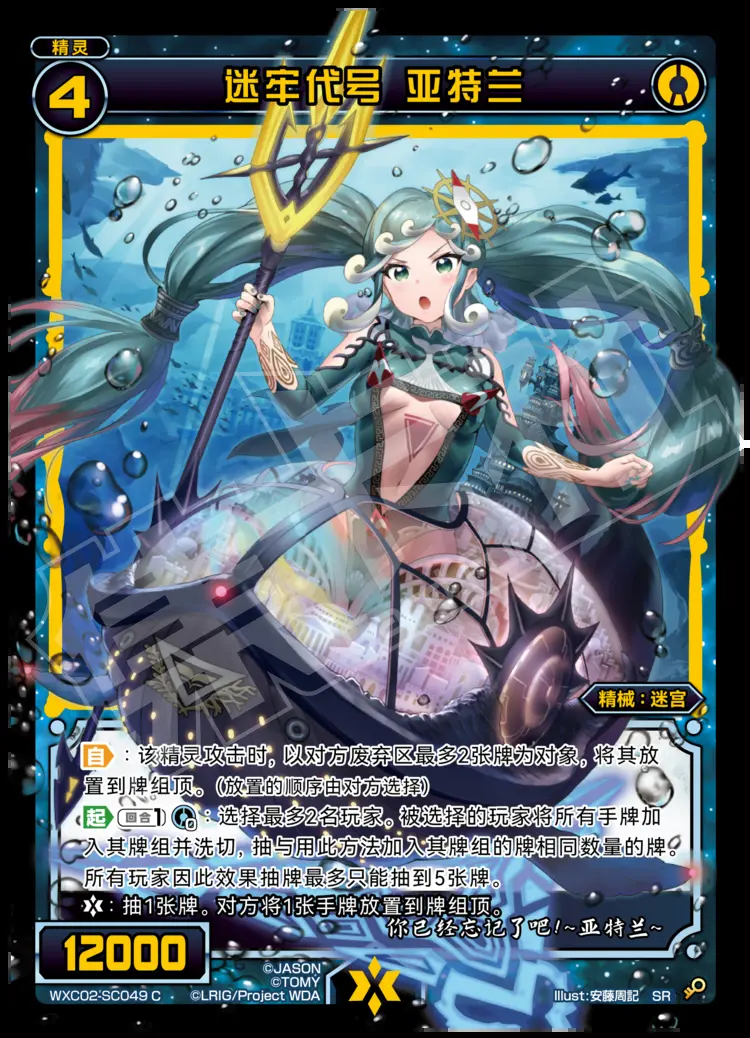 精灵
4
迷牢代号 亚特兰
精械：迷宫
自：该精灵攻击时，以对方废弃区最多2张牌为对象，将其放
置到牌组顶。（放置的顺序由对方选择）
起 回合1 0：选择最多2名玩家。被选择的玩家将所有手牌加
入其牌组并洗切，抽与用此方法加入其牌组的牌相同数量的牌。
所有玩家因此效果抽牌最多只能抽到5张牌。
：抽1张牌。对方将1张手牌放置到牌组顶。
你已经忘记了吧!~亚特兰~
12000
©JASON
©TOMY
WXC02-SC049 C ©LRIG/Project WDA Illust:安藤周記 SR